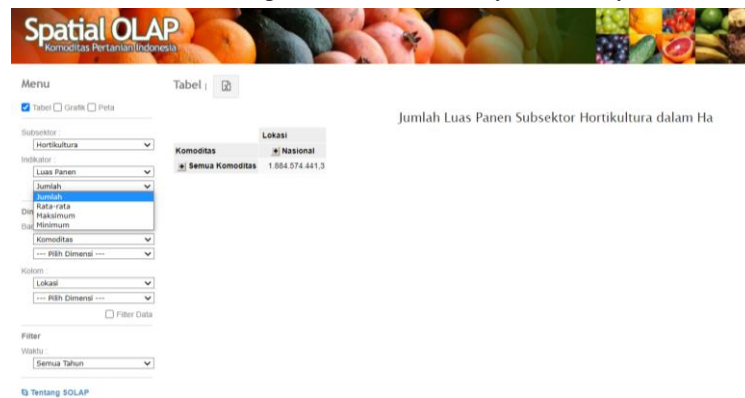 Spatial OLAP
Komoditas Pertanian Indonesia
Menu
Tabel Grafik Peta
Subsektor :
Hortikultura
Indikator :
Luas Panen
Jumlah
Jumlah
Rata-rata
Maksimum
Minimum
Komoditas
--- Pilih Dimensi ---
Kolom :
Lokasi
--- Pilih Dimensi ---
Filter Data
Filter
Waktu :
Semua Tahun
Tentang SOLAP
Tabel |
Jumlah Luas Panen Subsektor Hortikultura dalam Ha
Lokasi
Komoditas Nasional
Semua Komoditas 1.884.574.441,3